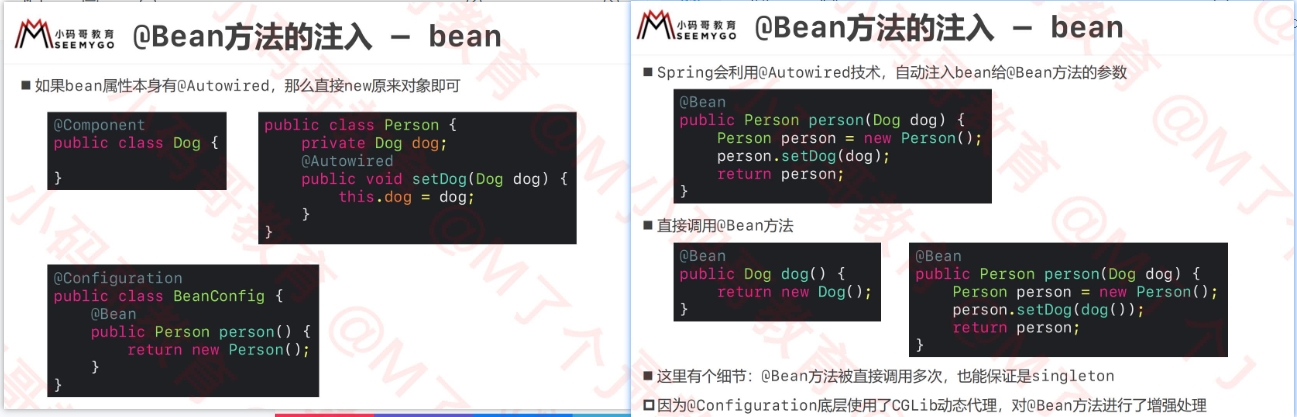 小码哥教育
SEEMYGO
@Bean方法的注入 – bean
■ 如果bean属性本身有@Autowired，那么直接new原来对象即可
@Component
public class Dog {
}
public class Person {
private Dog dog;
@Autowired
public void setDog(Dog dog) {
this.dog = dog;
}
}
@Configuration
public class BeanConfig {
@Bean
public Person person() {
return new Person();
}
}
小码哥教育
SEEMYGO
@Bean方法的注入 – bean
■ Spring会利用@Autowired技术，自动注入bean给@Bean方法的参数
@Bean
public Person person(Dog dog) {
Person person = new Person();
person.setDog(dog);
return person;
}
■ 直接调用@Bean方法
@Bean
public Dog dog() {
return new Dog();
}
@Bean
public Person person(Dog dog) {
Person person = new Person();
person.setDog(dog());
return person;
}
■ 这里有个细节：@Bean方法被直接调用多次，也能保证是singleton
因为@Configuration底层使用了CGLib动态代理，对@Bean方法进行了增强处理